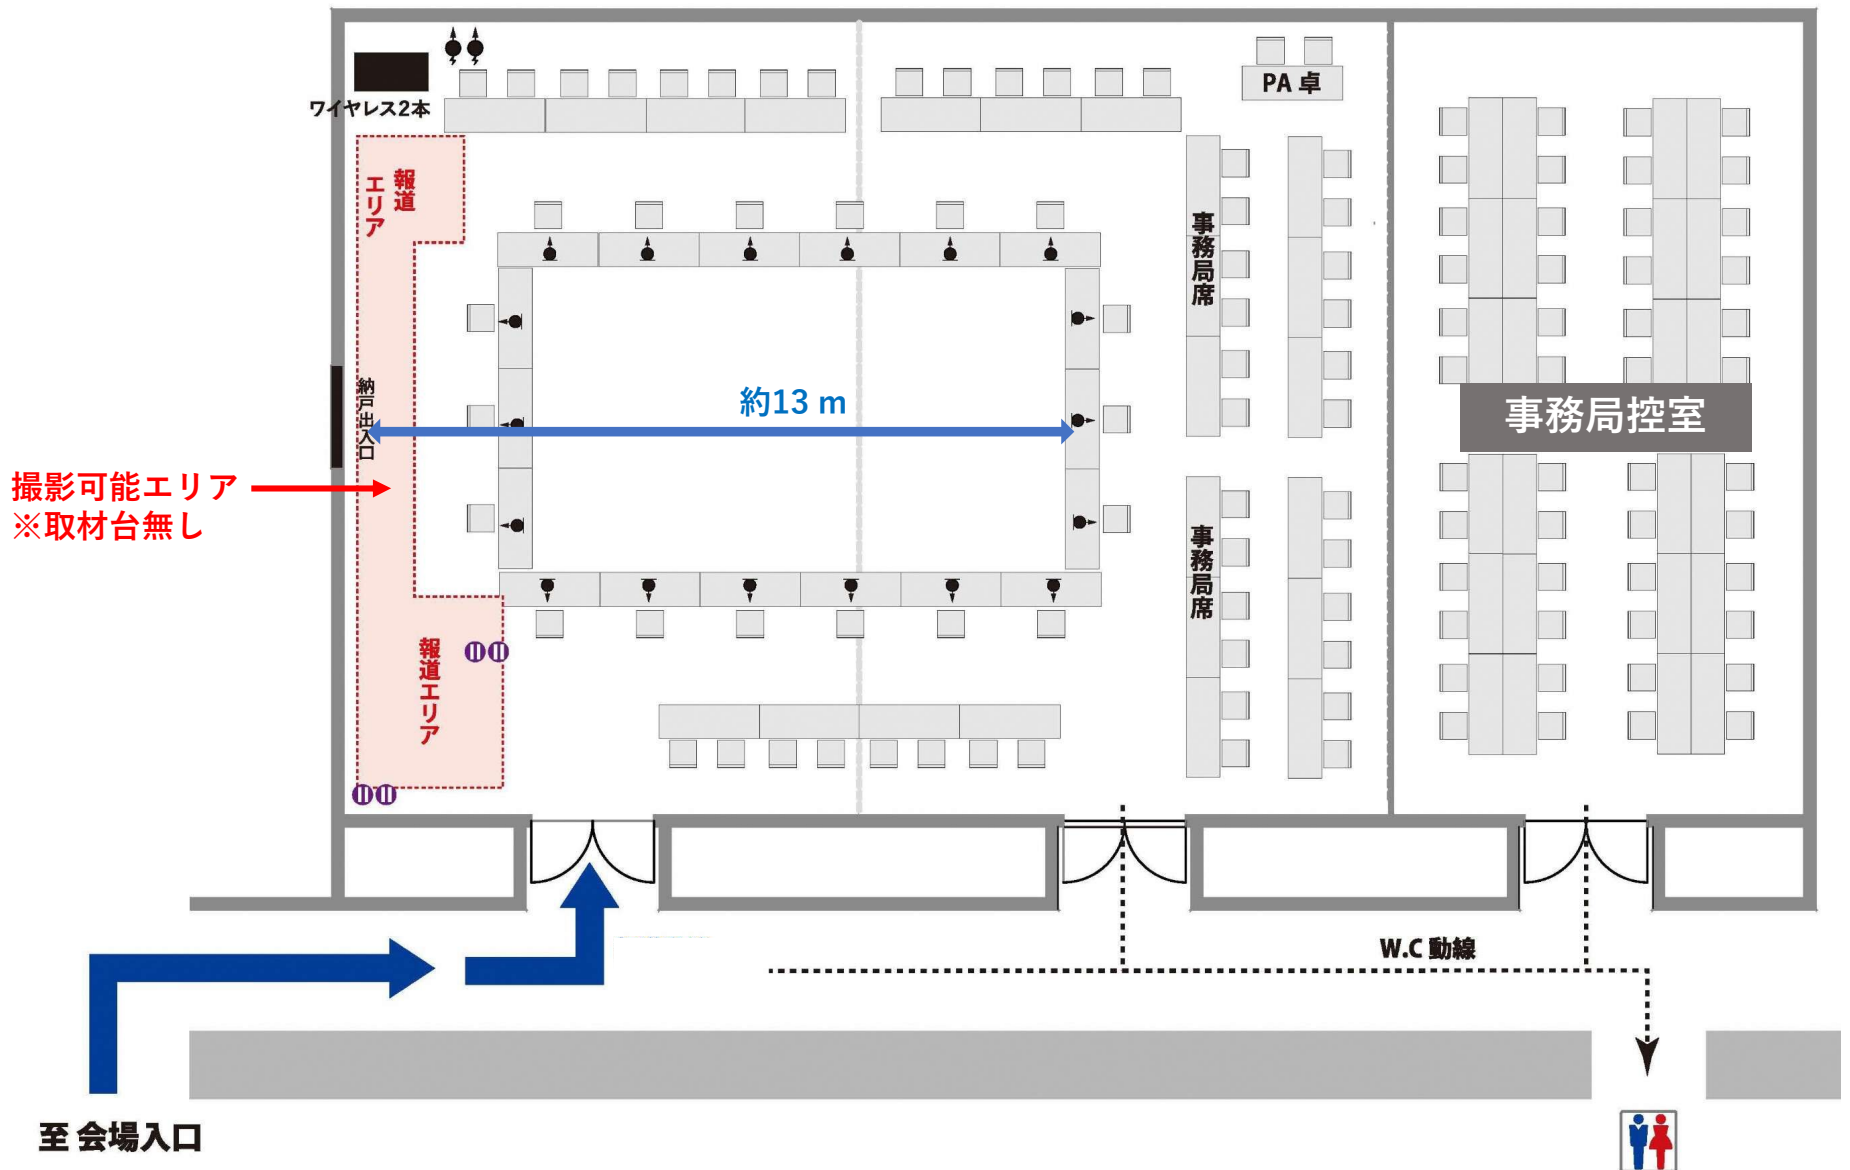 ワイヤレス2本
PA 卓
報道
エリア
事務局席
納戸出入口
約13 m
事務局控室
撮影可能エリア
※取材台無し
事務局席
報道エリア
W.C 動線
至 会場入口